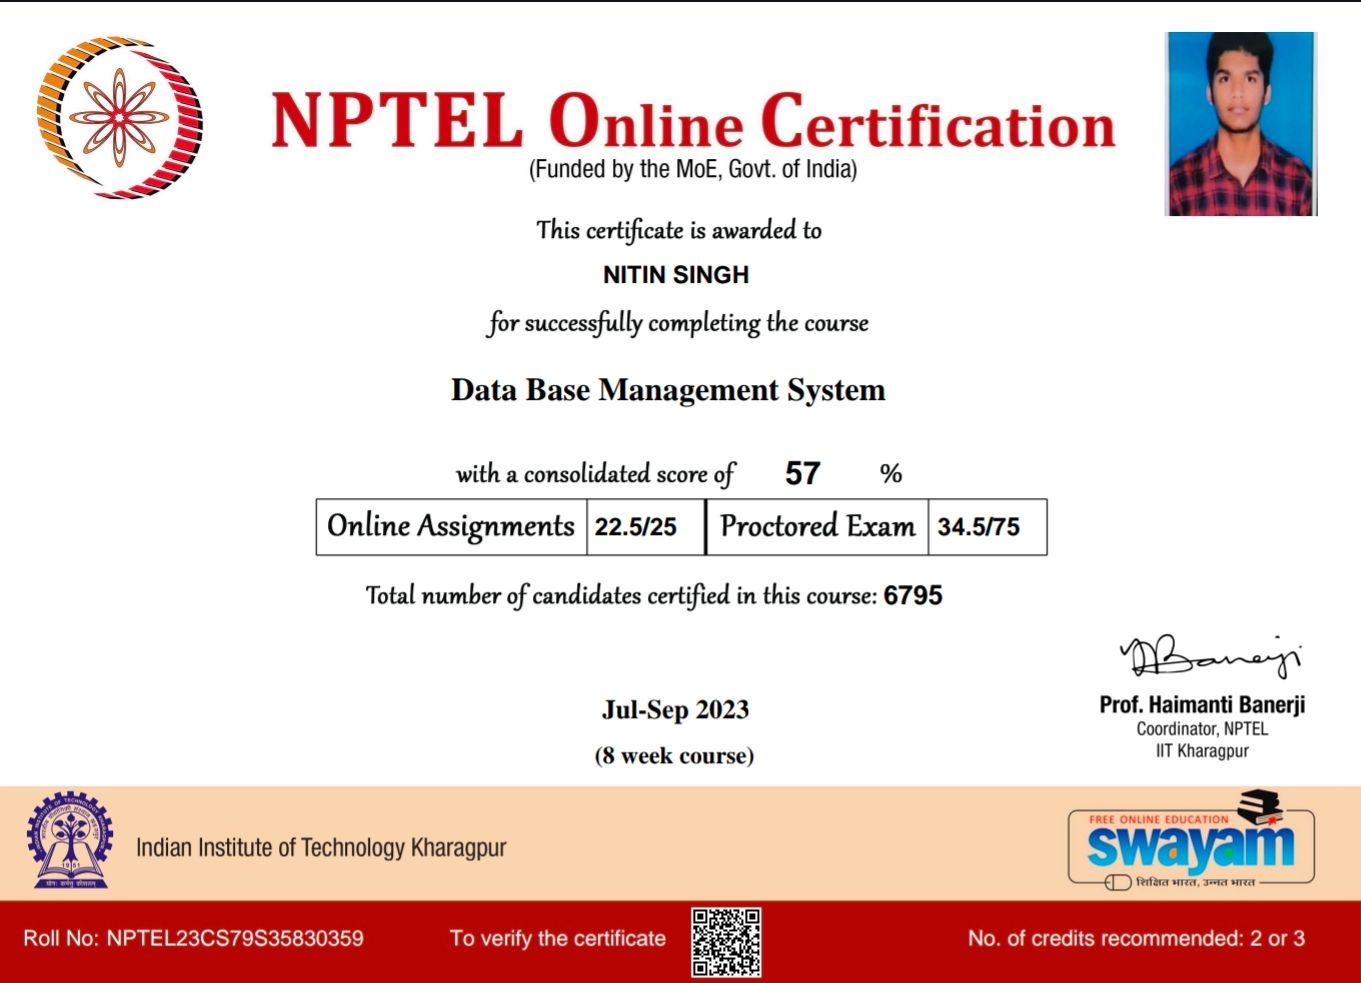 NPTEL Online Certification
(Funded by the MoE, Govt. of India)
This certificate is awarded to
NITIN SINGH
for successfully completing the course
Data Base Management System
with a consolidated score of 57 %
Online Assignments 22.5/25 Proctored Exam 34.5/75
Total number of candidates certified in this course: 6795
Jul-Sep 2023
(8 week course)
Prof. Haimanti Banerji
Coordinator, NPTEL
IIT Kharagpur
Indian Institute of Technology Kharagpur
FREE ONLINE EDUCATION
swayam
शिक्षित भारत, उन्नत भारत
Roll No: NPTEL23CS79S35830359
To verify the certificate
No. of credits recommended: 2 or 3